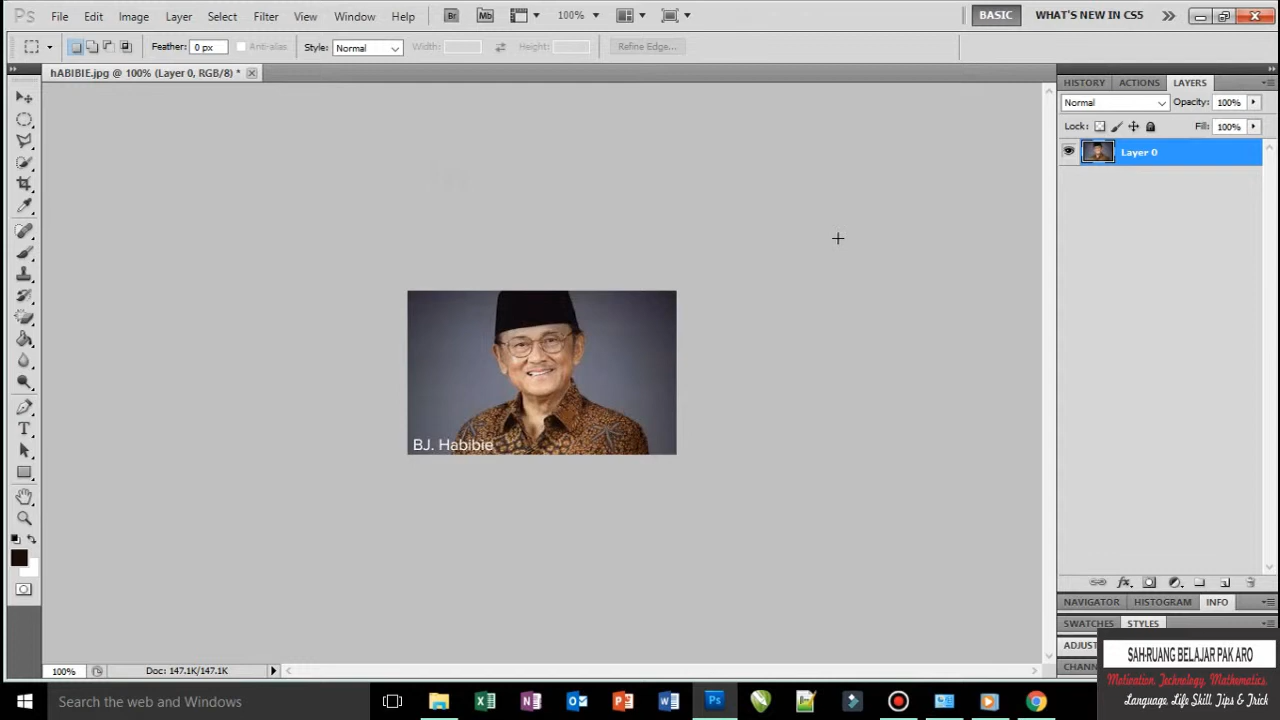 Ps File Edit Image Layer Select Filter View Window Help Br Mb 100% BASIC WHAT'S NEW IN CS5
Feather: 0 px Anti-alias Style: Normal Width: Height: Refine Edge...
hABIBIE.jpg @ 100% (Layer 0, RGB/8) *
HISTORY ACTIONS LAYERS
Normal Opacity: 100%
Lock: Fill: 100%
Layer 0
BJ. Habibie
NAVIGATOR HISTOGRAM INFO
SWATCHES STYLES
ADJUST
CHANN
SAH-RUANG BELAJAR PAK ARO
Motivation, Technology, Mathematics,
Language, Life Skill, Tips & Trick
100% Doc: 147.1K/147.1K
Search the web and Windows